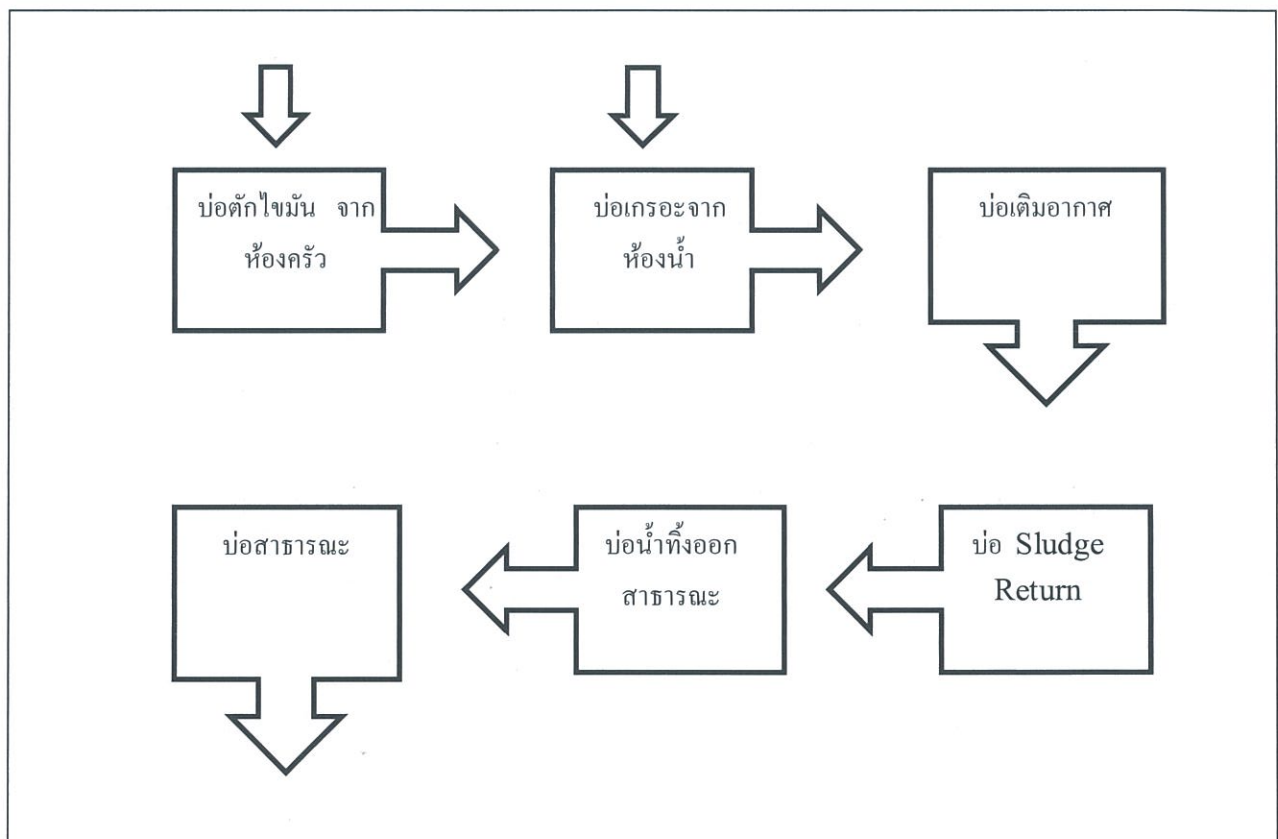 บ่อตักไขมัน จาก
ห้องครัว
บ่อเกรอะจาก
ห้องน้ำ
บ่อเติมอากาศ
บ่อสาธารณะ
บ่อน้ำทิ้งออก
สาธารณะ
บ่อ Sludge
Return